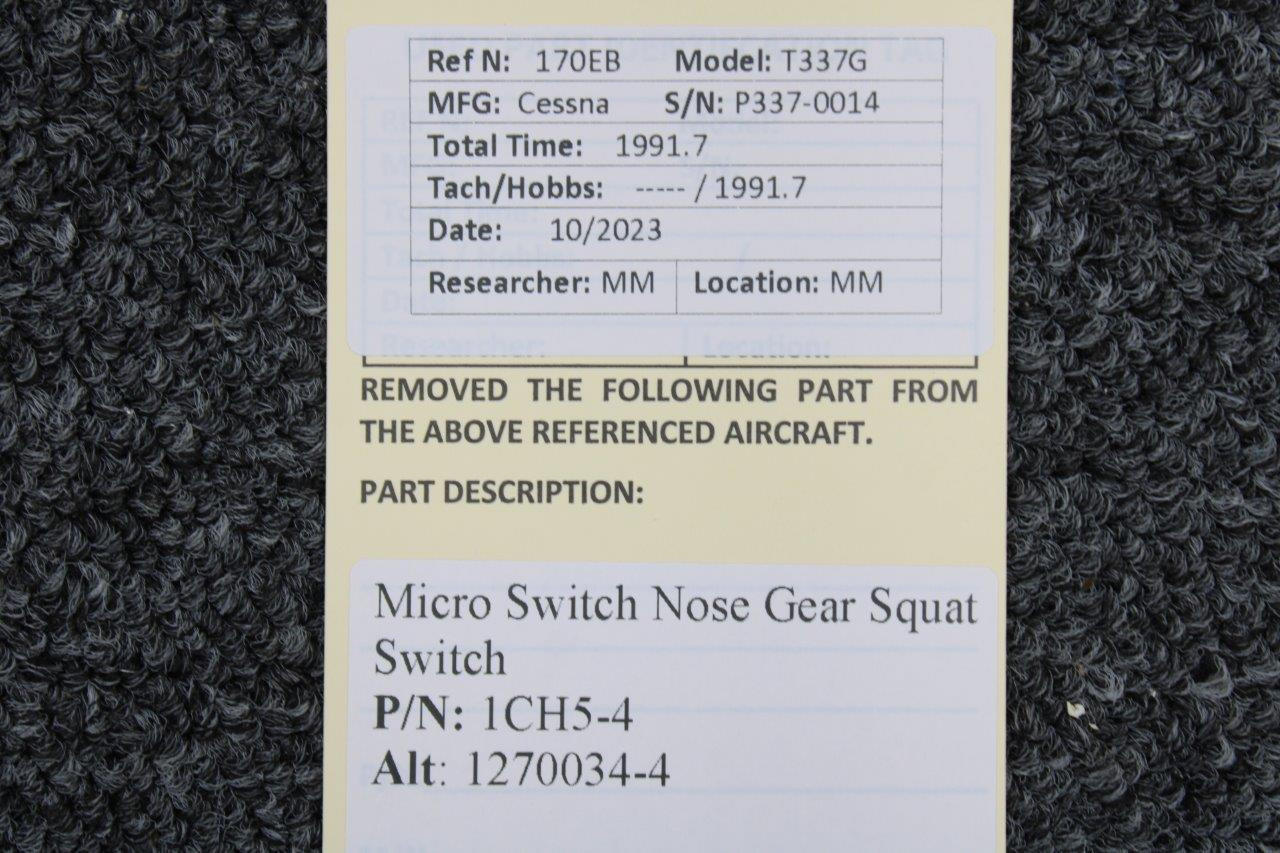 Ref N: 170EB Model: T337G
MFG: Cessna S/N: P337-0014
Total Time: 1991.7
Tach/Hobbs: ----- / 1991.7
Date: 10/2023
Researcher: MM Location: MM
Researcher: Location:
REMOVED THE FOLLOWING PART FROM
THE ABOVE REFERENCED AIRCRAFT.
PART DESCRIPTION:
Micro Switch Nose Gear Squat
Switch
P/N: 1CH5-4
Alt: 1270034-4